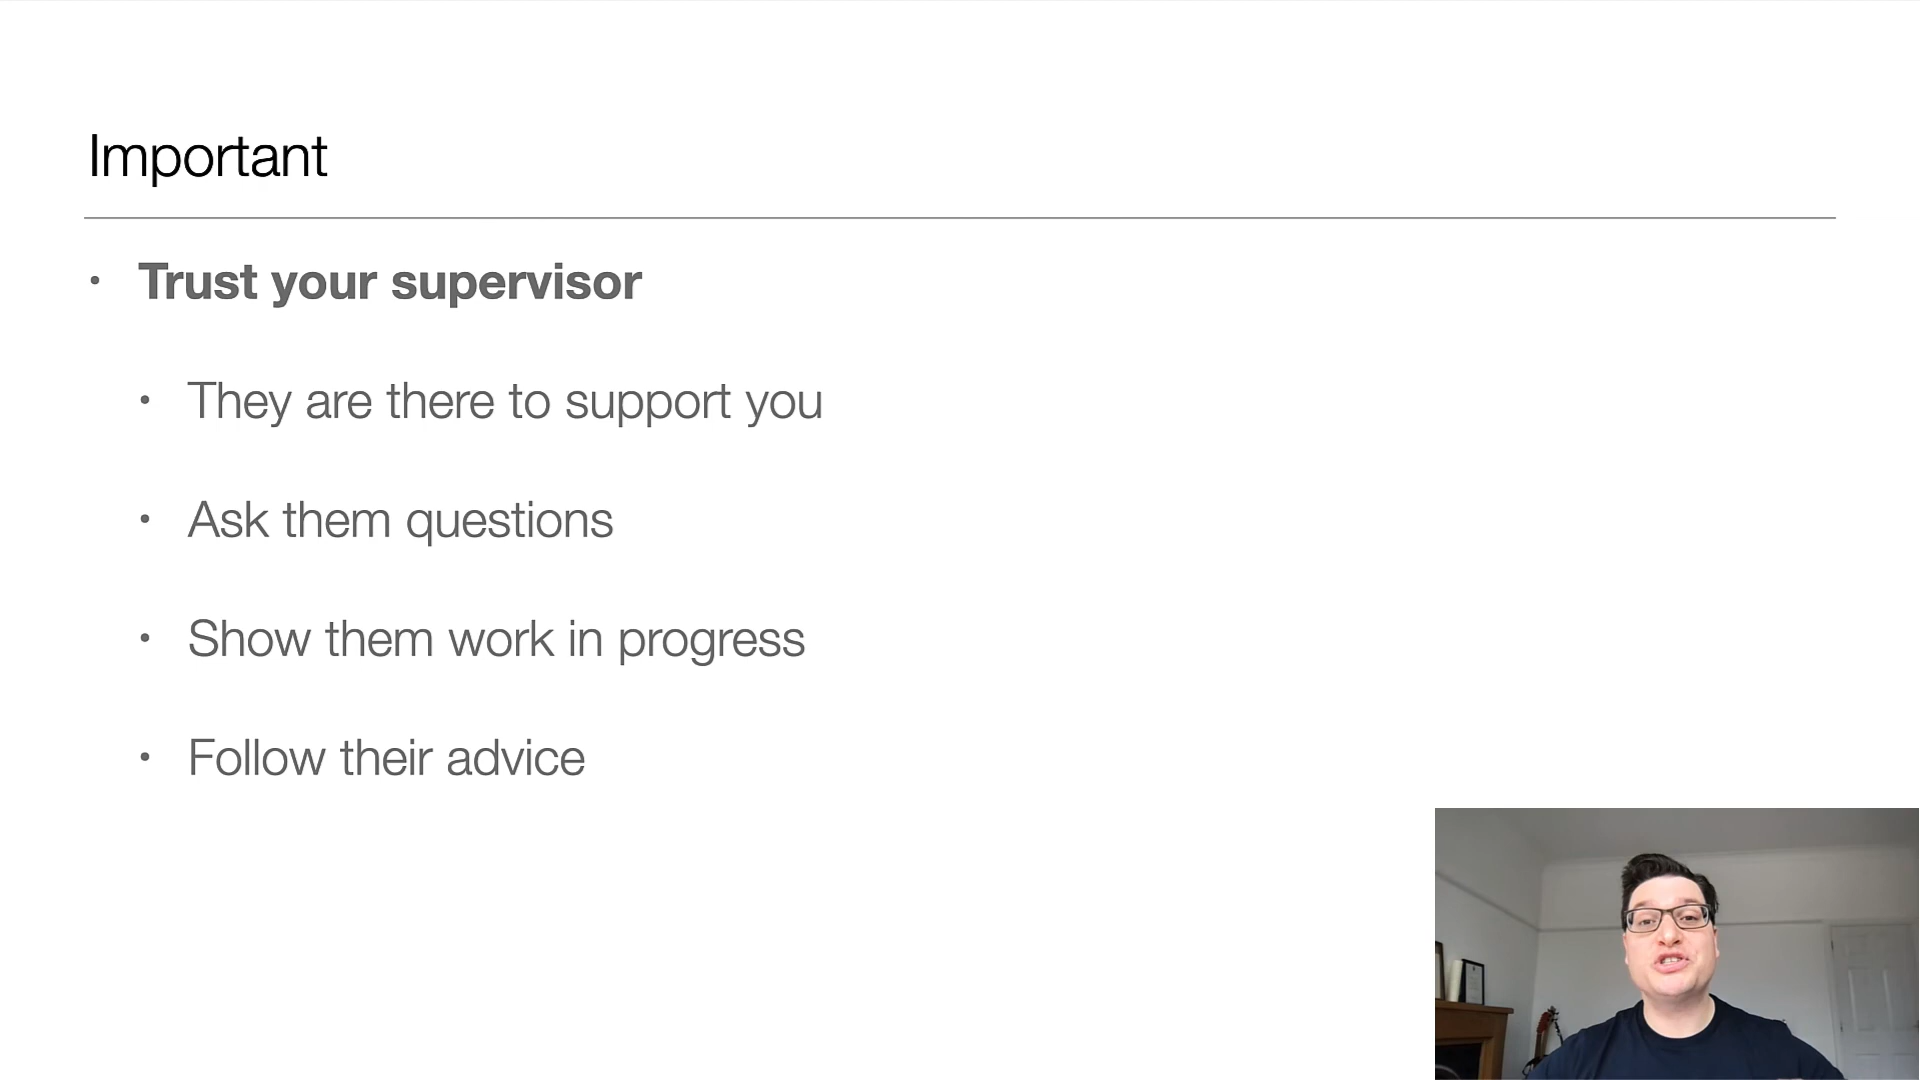 Important
• Trust your supervisor
• They are there to support you
• Ask them questions
• Show them work in progress
• Follow their advice